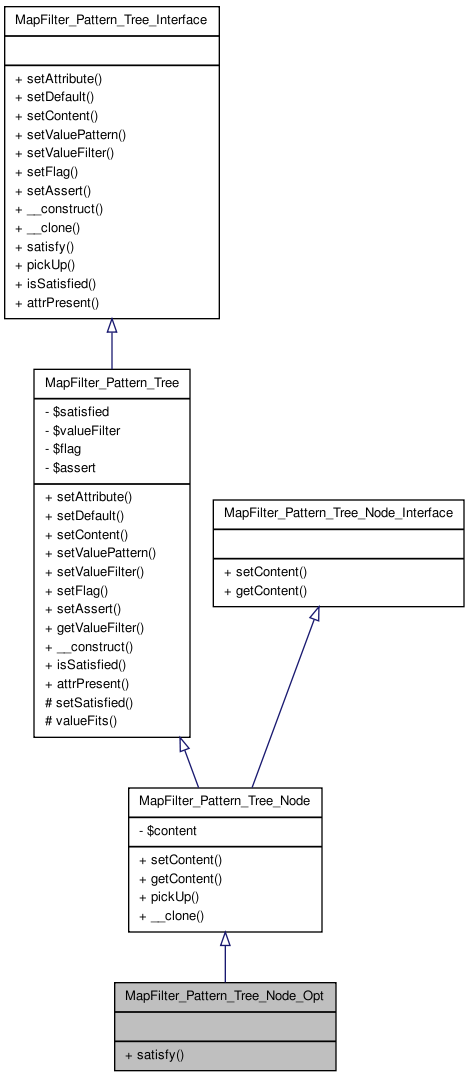 MapFilter_Pattern_Tree_Interface
+ setAttribute()
+ setDefault()
+ setContent()
+ setValuePattern()
+ setValueFilter()
+ setFlag()
+ setAssert()
+ __construct()
+ __clone()
+ satisfy()
+ pickUp()
+ isSatisfied()
+ attrPresent()
MapFilter_Pattern_Tree
- $satisfied
- $valueFilter
- $flag
- $assert
+ setAttribute()
+ setDefault()
+ setContent()
+ setValuePattern()
+ setValueFilter()
+ setFlag()
+ setAssert()
+ getValueFilter()
+ __construct()
+ isSatisfied()
+ attrPresent()
# setSatisfied()
# valueFits()
MapFilter_Pattern_Tree_Node_Interface
+ setContent()
+ getContent()
MapFilter_Pattern_Tree_Node
- $content
+ setContent()
+ getContent()
+ pickUp()
+ __clone()
MapFilter_Pattern_Tree_Node_Opt
+ satisfy()